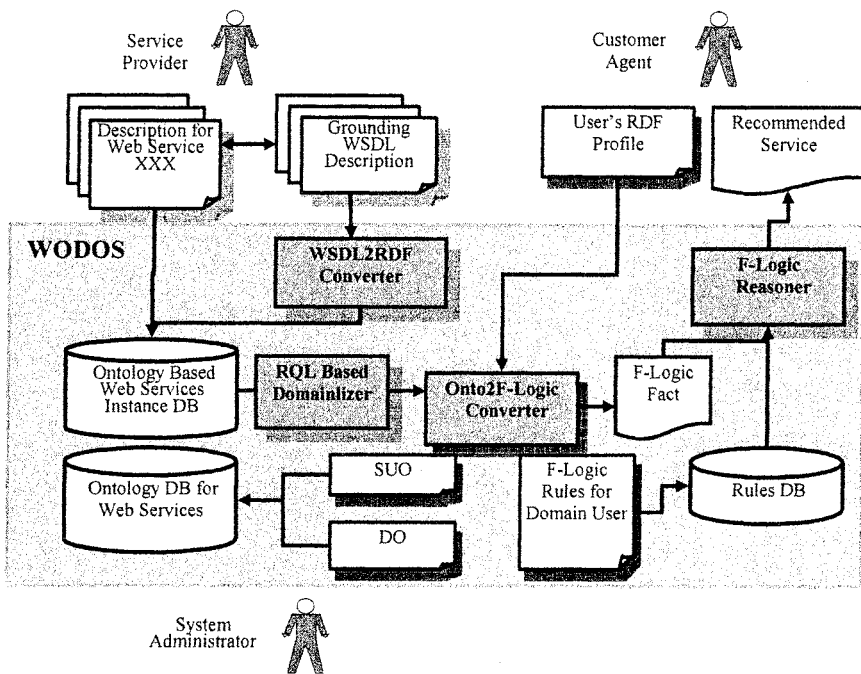 Service
Provider
Customer
Agent
Description for
Web Service
XXX
Grounding
WSDL
Description
User's RDF
Profile
Recommended
Service
WODOS
WSDL2RDF
Converter
F-Logic
Reasoner
Ontology Based
Web Services
Instance DB
RQL Based
Domainlizer
Onto2F-Logic
Converter
F-Logic
Fact
Ontology DB for
Web Services
SUO
DO
F-Logic
Rules for
Domain User
Rules DB
System
Administrator